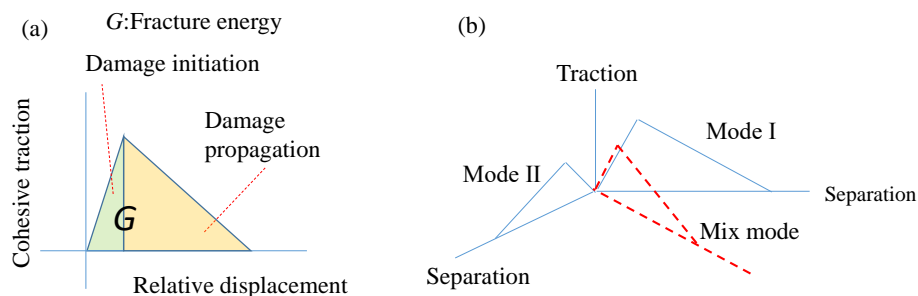 (a)
G:Fracture energy
Damage initiation
Damage
propagation
Cohesive traction
G
Relative displacement
(b)
Traction
Mode I
Mode II
Separation
Mix mode
Separation